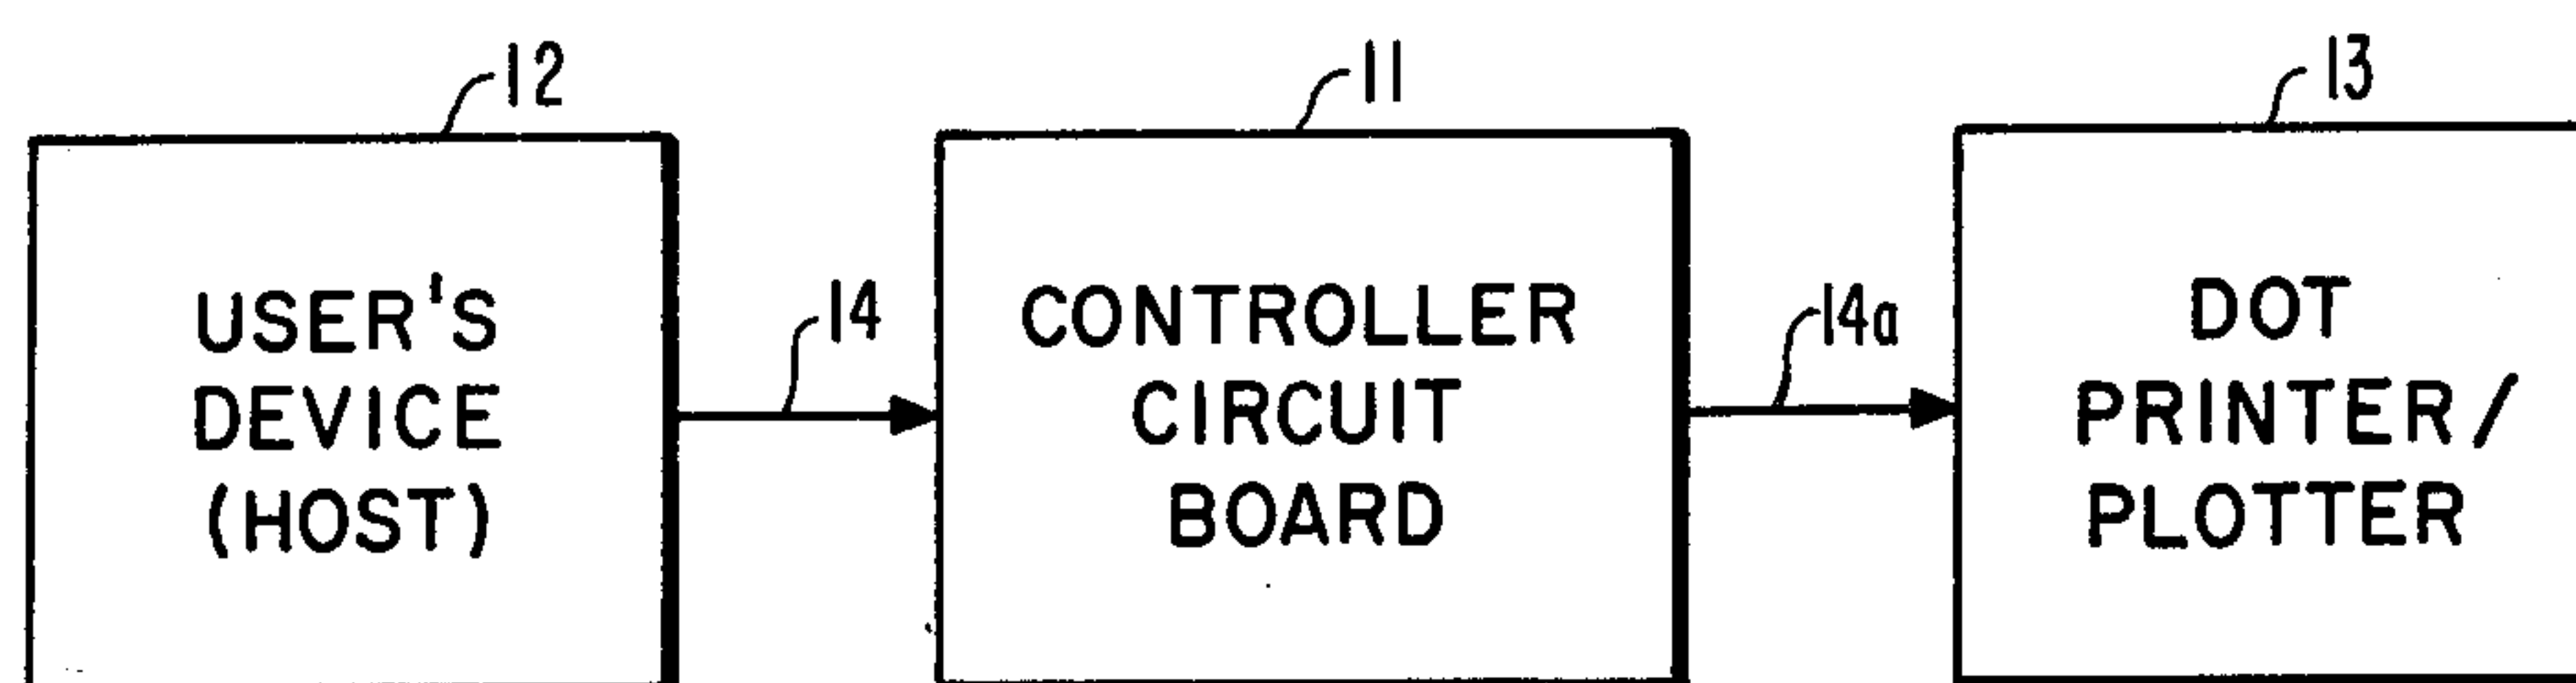 12
11
13
USER'S
DEVICE
(HOST)
14
CONTROLLER
CIRCUIT
BOARD
14a
DOT
PRINTER/
PLOTTER